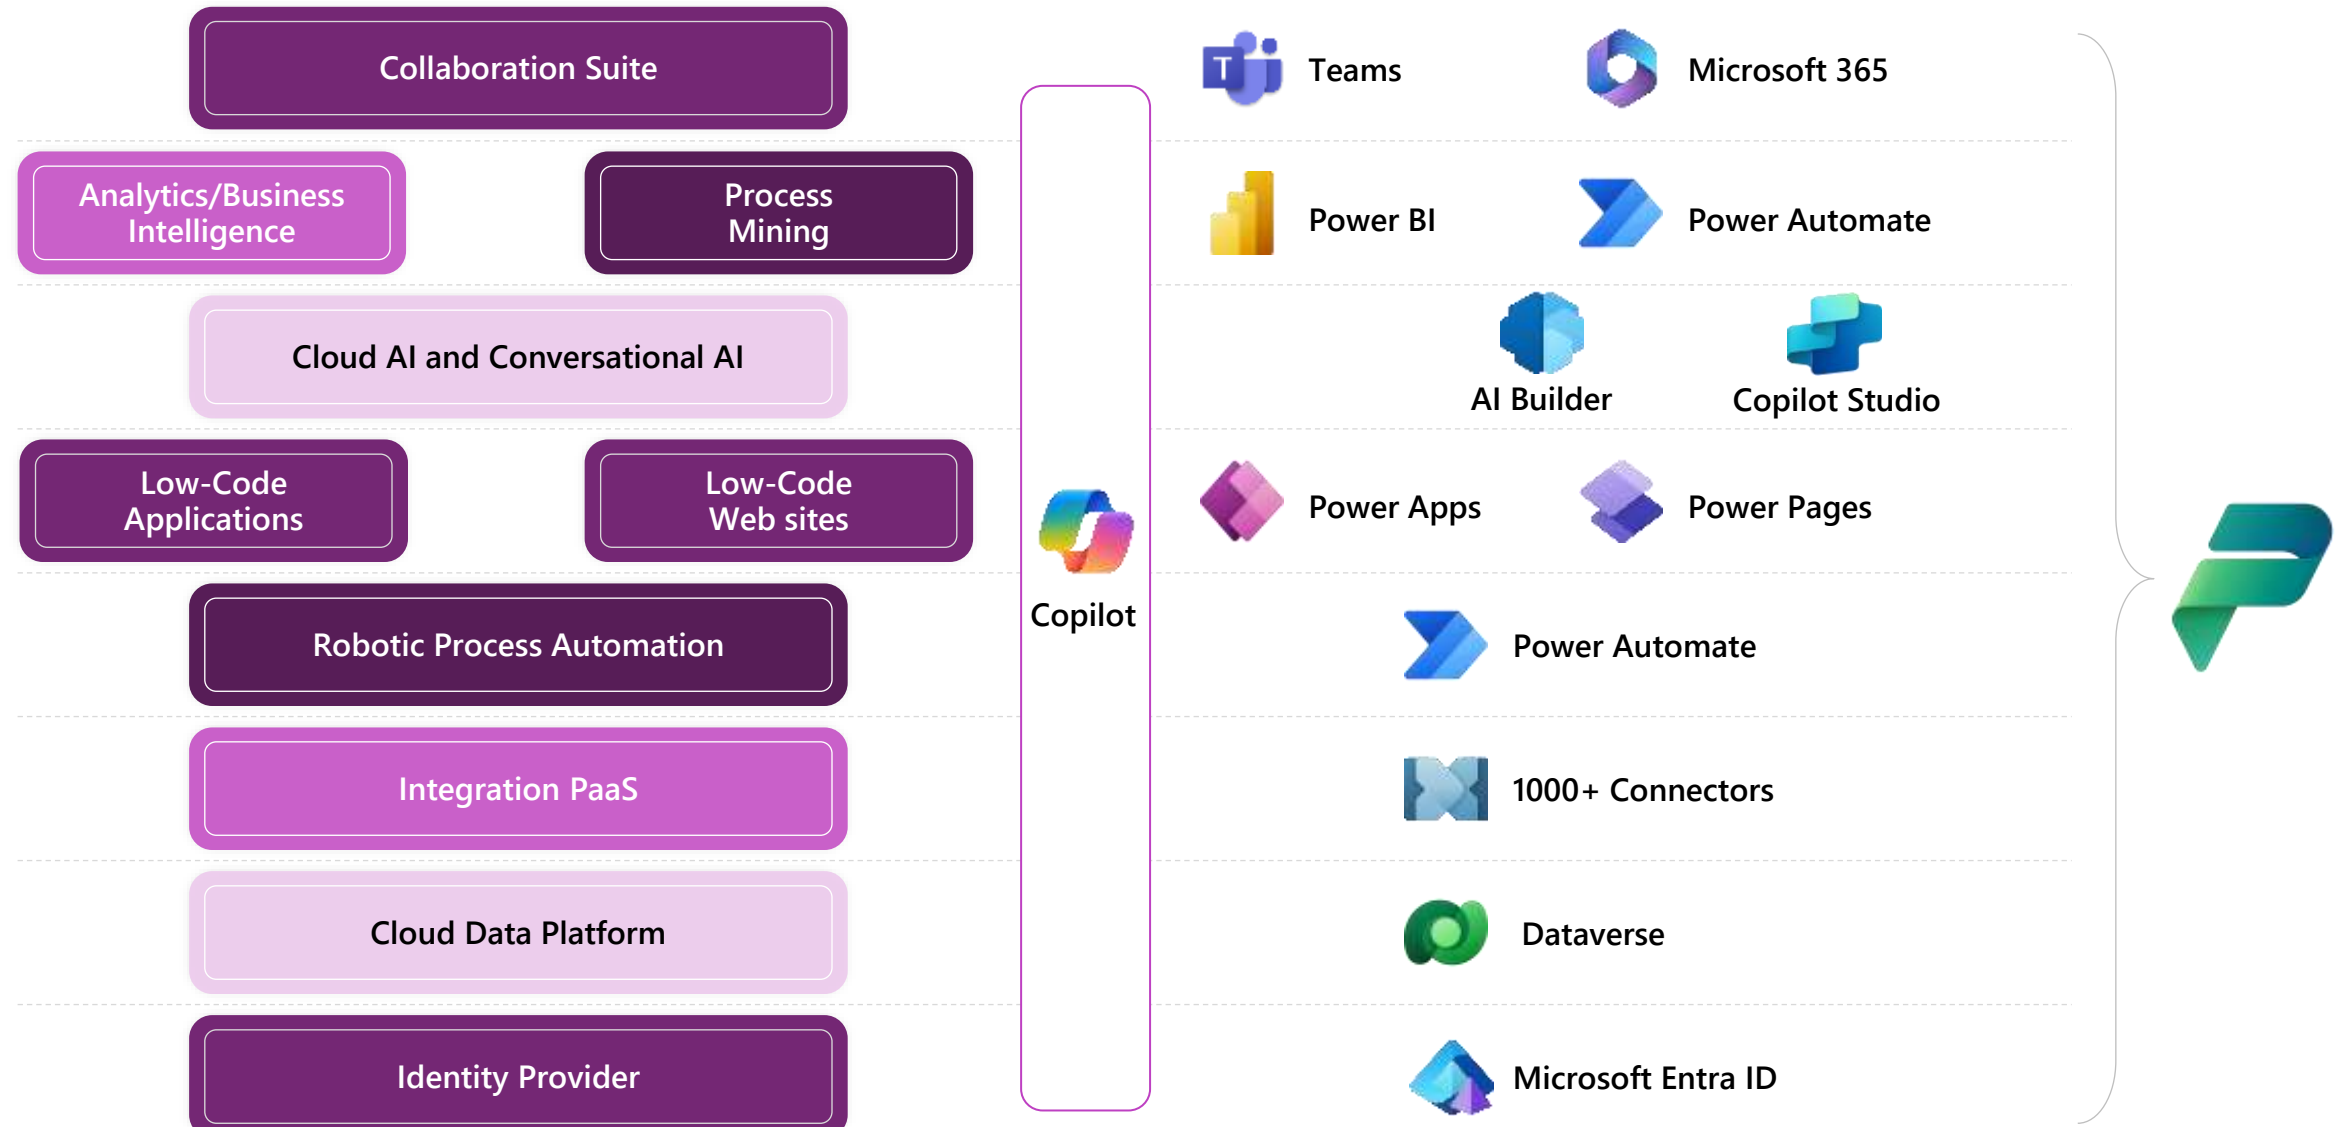 Collaboration Suite
Teams
Microsoft 365
Analytics/Business
Intelligence
Process
Mining
Power BI
Power Automate
Cloud AI and Conversational AI
AI Builder
Copilot Studio
Low-Code
Applications
Low-Code
Web sites
Copilot
Power Apps
Power Pages
Robotic Process Automation
Power Automate
Integration PaaS
1000+ Connectors
Cloud Data Platform
Dataverse
Identity Provider
Microsoft Entra ID